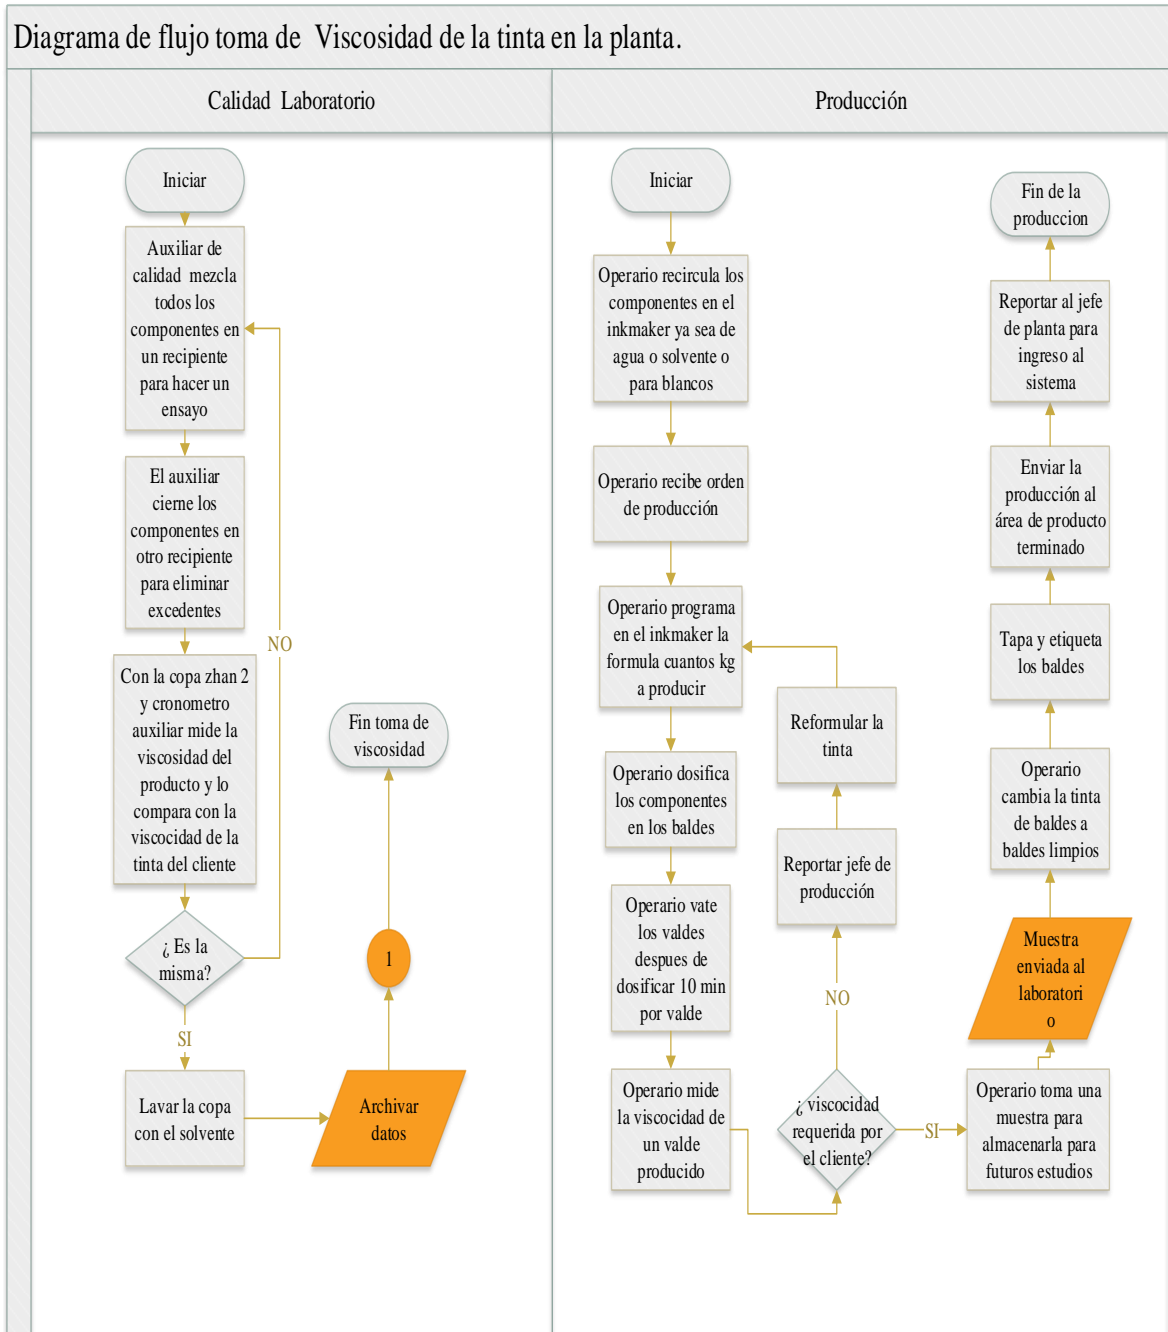 Diagrama de flujo toma de Viscosidad de la tinta en la planta.
Calidad Laboratorio
Producción
Iniciar
Auxiliar de
calidad mezcla
todos los
componentes en
un recipiente
para hacer un
ensayo
El auxiliar
cierne los
componentes en
otro recipiente
para eliminar
excedentes
NO
Con la copa zhan 2
y cronometro
auxiliar mide la
viscosidad del
producto y lo
compara con la
viscocidad de la
tinta del cliente
¿ Es la
misma?
SI
Lavar la copa
con el solvente
Archivar
datos
1
Fin toma de
viscosidad
Iniciar
Operario recircula los
componentes en el
inkmaker ya sea de
agua o solvente o
para blancos
Operario recibe orden
de producción
Operario programa
en el inkmaker la
formula cuantos kg
a producir
Operario dosifica
los componentes
en los baldes
Operario vate
los valdes
despues de
dosificar 10 min
por valde
Operario mide
la viscocidad de
un valde
producido
¿ viscocidad
requerida por
el cliente?
NO
Reportar jefe de
producción
Reformular la
tinta
SI
Operario toma una
muestra para
almacenarla para
futuros estudios
Muestra
enviada al
laboratori
o
Operario
cambia la tinta
de baldes a
baldes limpios
Tapa y etiqueta
los baldes
Enviar la
producción al
área de producto
terminado
Reportar al jefe
de planta para
ingreso al
sistema
Fin de la
produccion